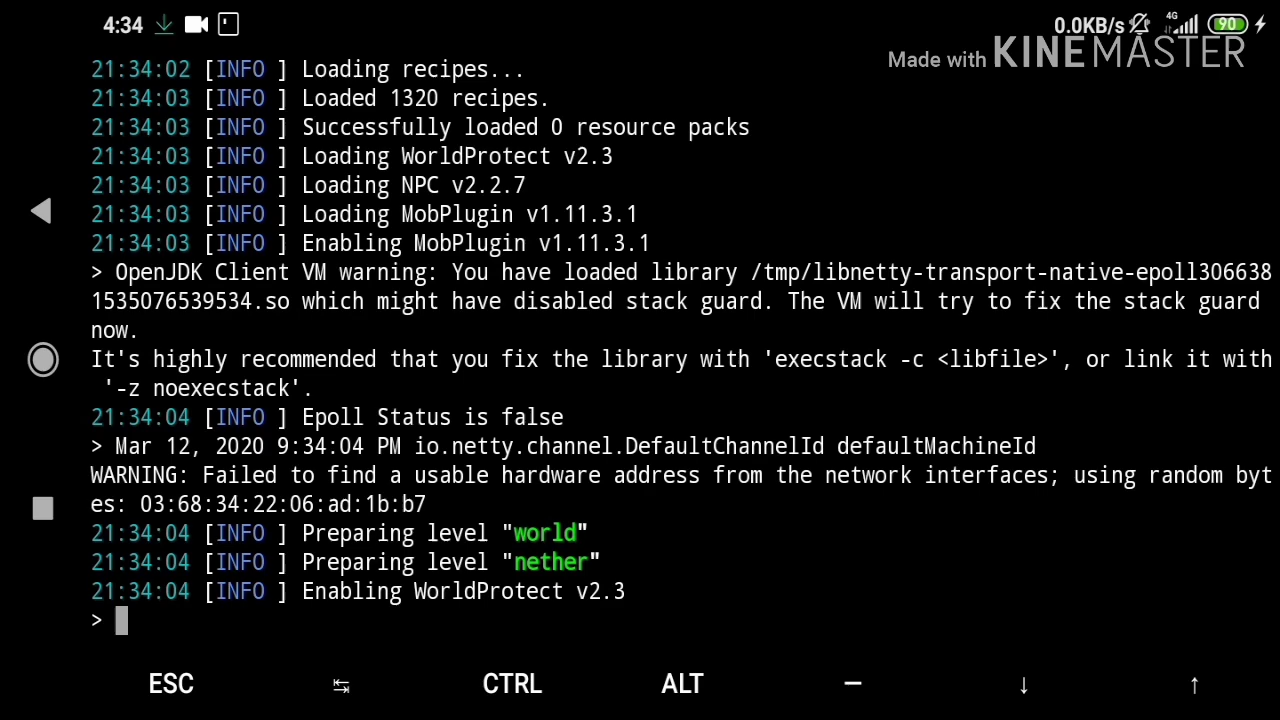 4:34 0.0KB/s 4G 90
Made with KINEMASTER
21:34:02 [INFO ] Loading recipes...
21:34:03 [INFO ] Loaded 1320 recipes.
21:34:03 [INFO ] Successfully loaded 0 resource packs
21:34:03 [INFO ] Loading WorldProtect v2.3
21:34:03 [INFO ] Loading NPC v2.2.7
21:34:03 [INFO ] Loading MobPlugin v1.11.3.1
21:34:03 [INFO ] Enabling MobPlugin v1.11.3.1
> OpenJDK Client VM warning: You have loaded library /tmp/libnetty-transport-native-epoll306638
1535076539534.so which might have disabled stack guard. The VM will try to fix the stack guard
now.
It's highly recommended that you fix the library with 'execstack -c <libfile>', or link it with
'-z noexecstack'.
21:34:04 [INFO ] Epoll Status is false
> Mar 12, 2020 9:34:04 PM io.netty.channel.DefaultChannelId defaultMachineId
WARNING: Failed to find a usable hardware address from the network interfaces; using random byt
es: 03:68:34:22:06:ad:1b:b7
21:34:04 [INFO ] Preparing level "world"
21:34:04 [INFO ] Preparing level "nether"
21:34:04 [INFO ] Enabling WorldProtect v2.3
>
ESC ↹ CTRL ALT — ↓ ↑